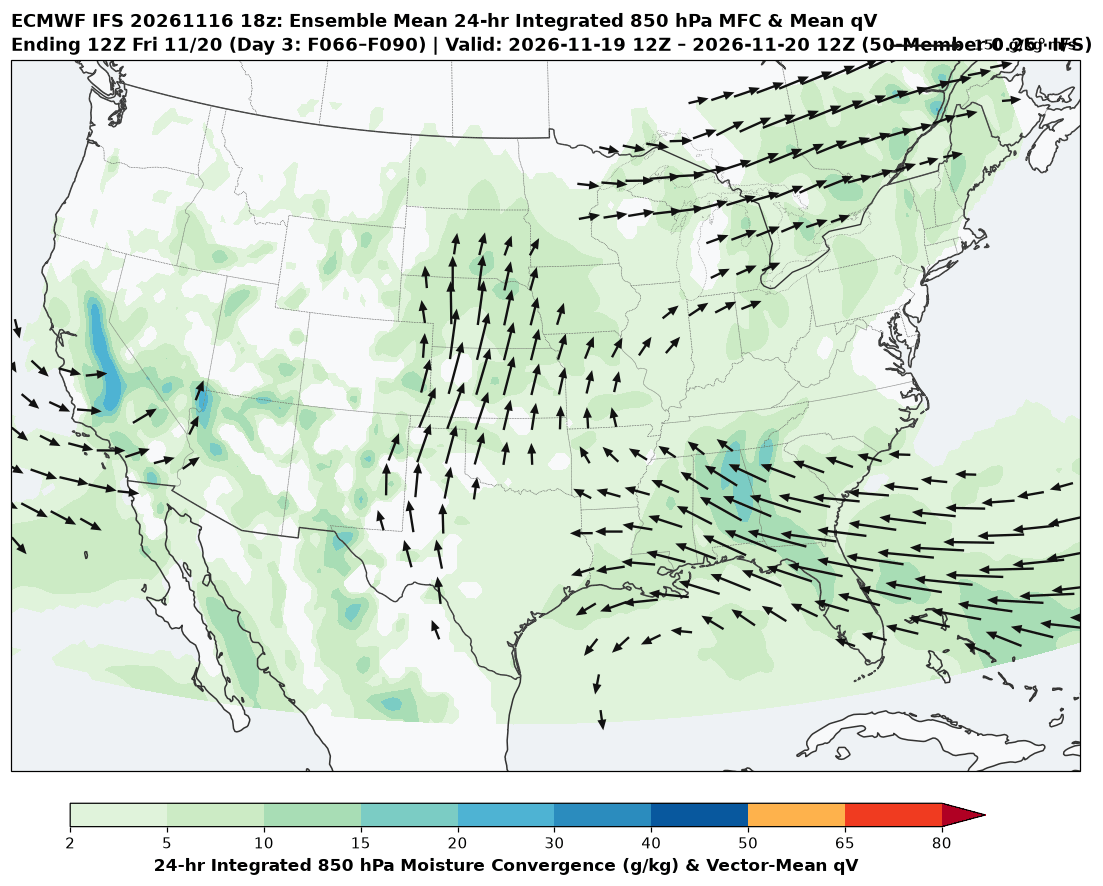 ECMWF IFS 20261116 18z: Ensemble Mean 24-hr Integrated 850 hPa MFC & Mean qV
Ending 12Z Fri 11/20 (Day 3: F066–F090) | Valid: 2026-11-19 12Z – 2026-11-20 12Z (50-Member 0.25° IFS)
2 5 10 15 20 30 40 50 65 80
24-hr Integrated 850 hPa Moisture Convergence (g/kg) & Vector-Mean qV